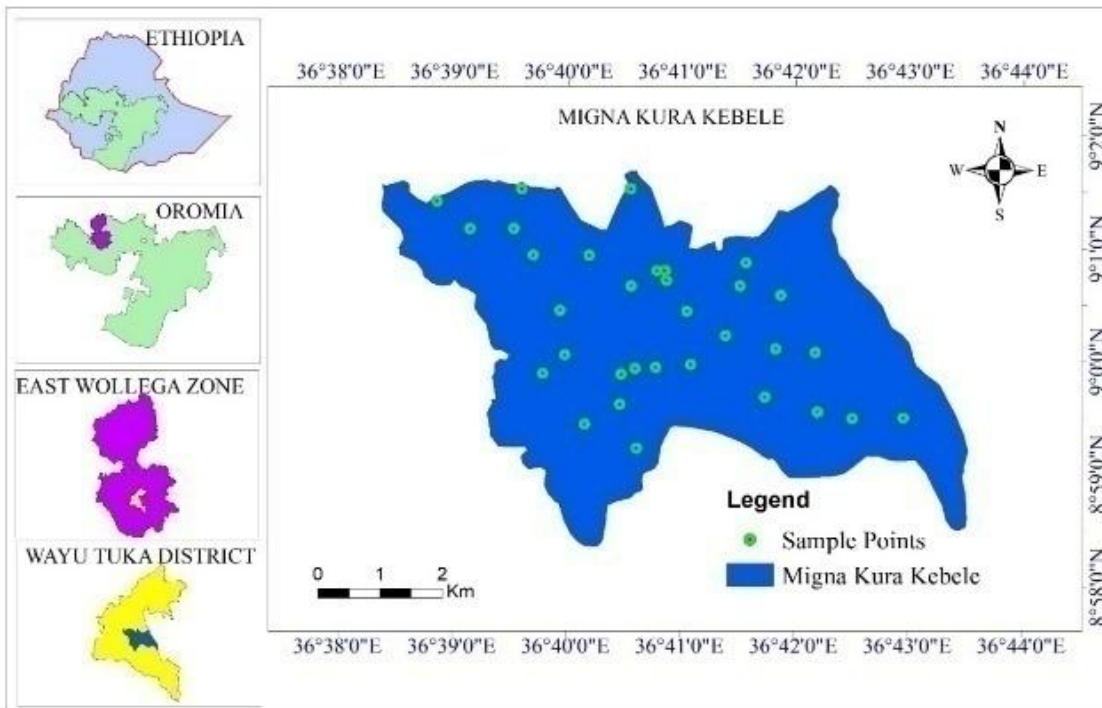 ETHIOPIA
OROMIA
EAST WOLLEGA ZONE
WAYU TUKA DISTRICT
36°38'0"E 36°39'0"E 36°40'0"E 36°41'0"E 36°42'0"E 36°43'0"E 36°44'0"E
MIGNA KURA KEBELE
N
W E
S
9°2'0"N
9°1'0"N
9°0'0"N
8°59'0"N
8°58'0"N
Legend
Sample Points
Migna Kura Kebele
0 1 2
Km
36°38'0"E 36°39'0"E 36°40'0"E 36°41'0"E 36°42'0"E 36°43'0"E 36°44'0"E